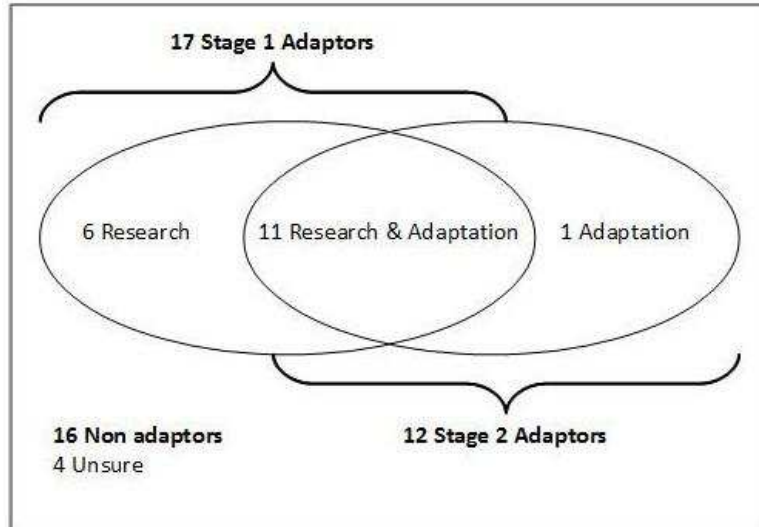 17 Stage 1 Adaptors
6 Research
11 Research & Adaptation
1 Adaptation
16 Non adaptors
4 Unsure
12 Stage 2 Adaptors